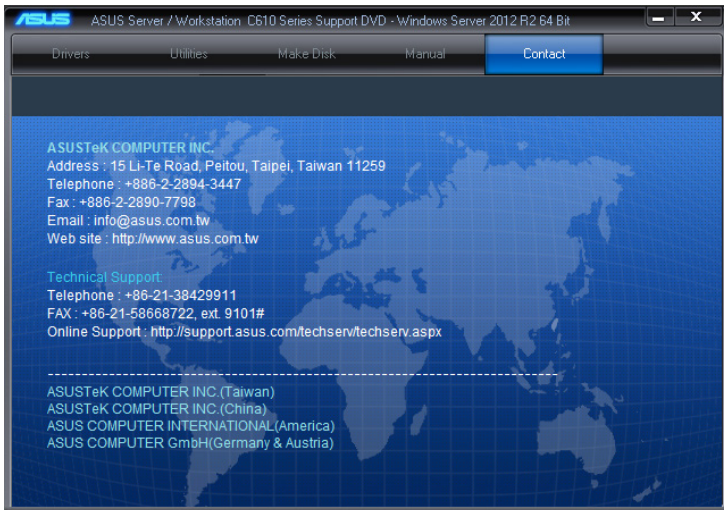 ASUS ASUS Server / Workstation C610 Series Support DVD - Windows Server 2012 R2 64 Bit
Drivers Utilities Make Disk Manual Contact
ASUSTeK COMPUTER INC.
Address : 15 Li-Te Road, Peitou, Taipei, Taiwan 11259
Telephone : +886-2-2894-3447
Fax : +886-2-2890-7798
Email : info@asus.com.tw
Web site : http://www.asus.com.tw
Technical Support:
Telephone : +86-21-38429911
FAX : +86-21-58668722, ext. 9101#
Online Support : http://support.asus.com/techserv/techserv.aspx
------------------------------------------------------------------------------------
ASUSTeK COMPUTER INC.(Taiwan)
ASUSTeK COMPUTER INC.(China)
ASUS COMPUTER INTERNATIONAL(America)
ASUS COMPUTER GmbH(Germany & Austria)